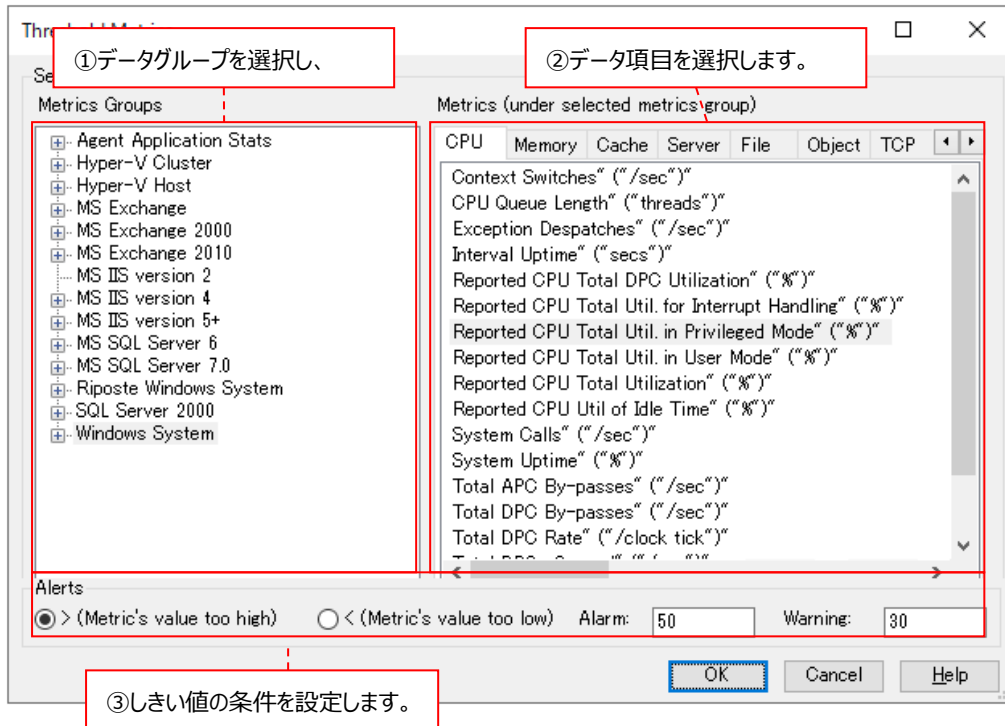 Thr
①データグループを選択し、
②データ項目を選択します。
Se
Metrics Groups
Metrics (under selected metrics group)
Agent Application Stats
Hyper-V Cluster
Hyper-V Host
MS Exchange
MS Exchange 2000
MS Exchange 2010
MS IIS version 2
MS IIS version 4
MS IIS version 5+
MS SQL Server 6
MS SQL Server 7.0
Riposte Windows System
SQL Server 2000
Windows System
CPU Memory Cache Server File Object TCP
Context Switches" ("/sec")"
CPU Queue Length" ("threads")"
Exception Despatches" ("/sec")"
Interval Uptime" ("secs")"
Reported CPU Total DPC Utilization" ("%")"
Reported CPU Total Util. for Interrupt Handling" ("%")"
Reported CPU Total Util. in Privileged Mode" ("%")"
Reported CPU Total Util. in User Mode" ("%")"
Reported CPU Total Utilization" ("%")"
Reported CPU Util of Idle Time" ("%")"
System Calls" ("/sec")"
System Uptime" ("%")"
Total APC By-passes" ("/sec")"
Total DPC By-passes" ("/sec")"
Total DPC Rate" ("/clock tick")"
Alerts
> (Metric's value too high) < (Metric's value too low) Alarm: 50 Warning: 30
OK Cancel Help
③しきい値の条件を設定します。